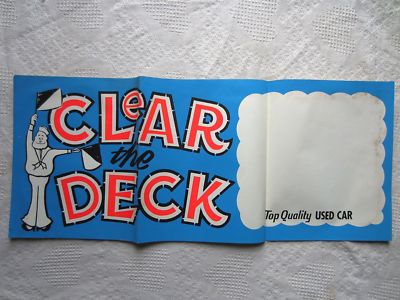 CLeAR
the
DECK
Top Quality USED CAR